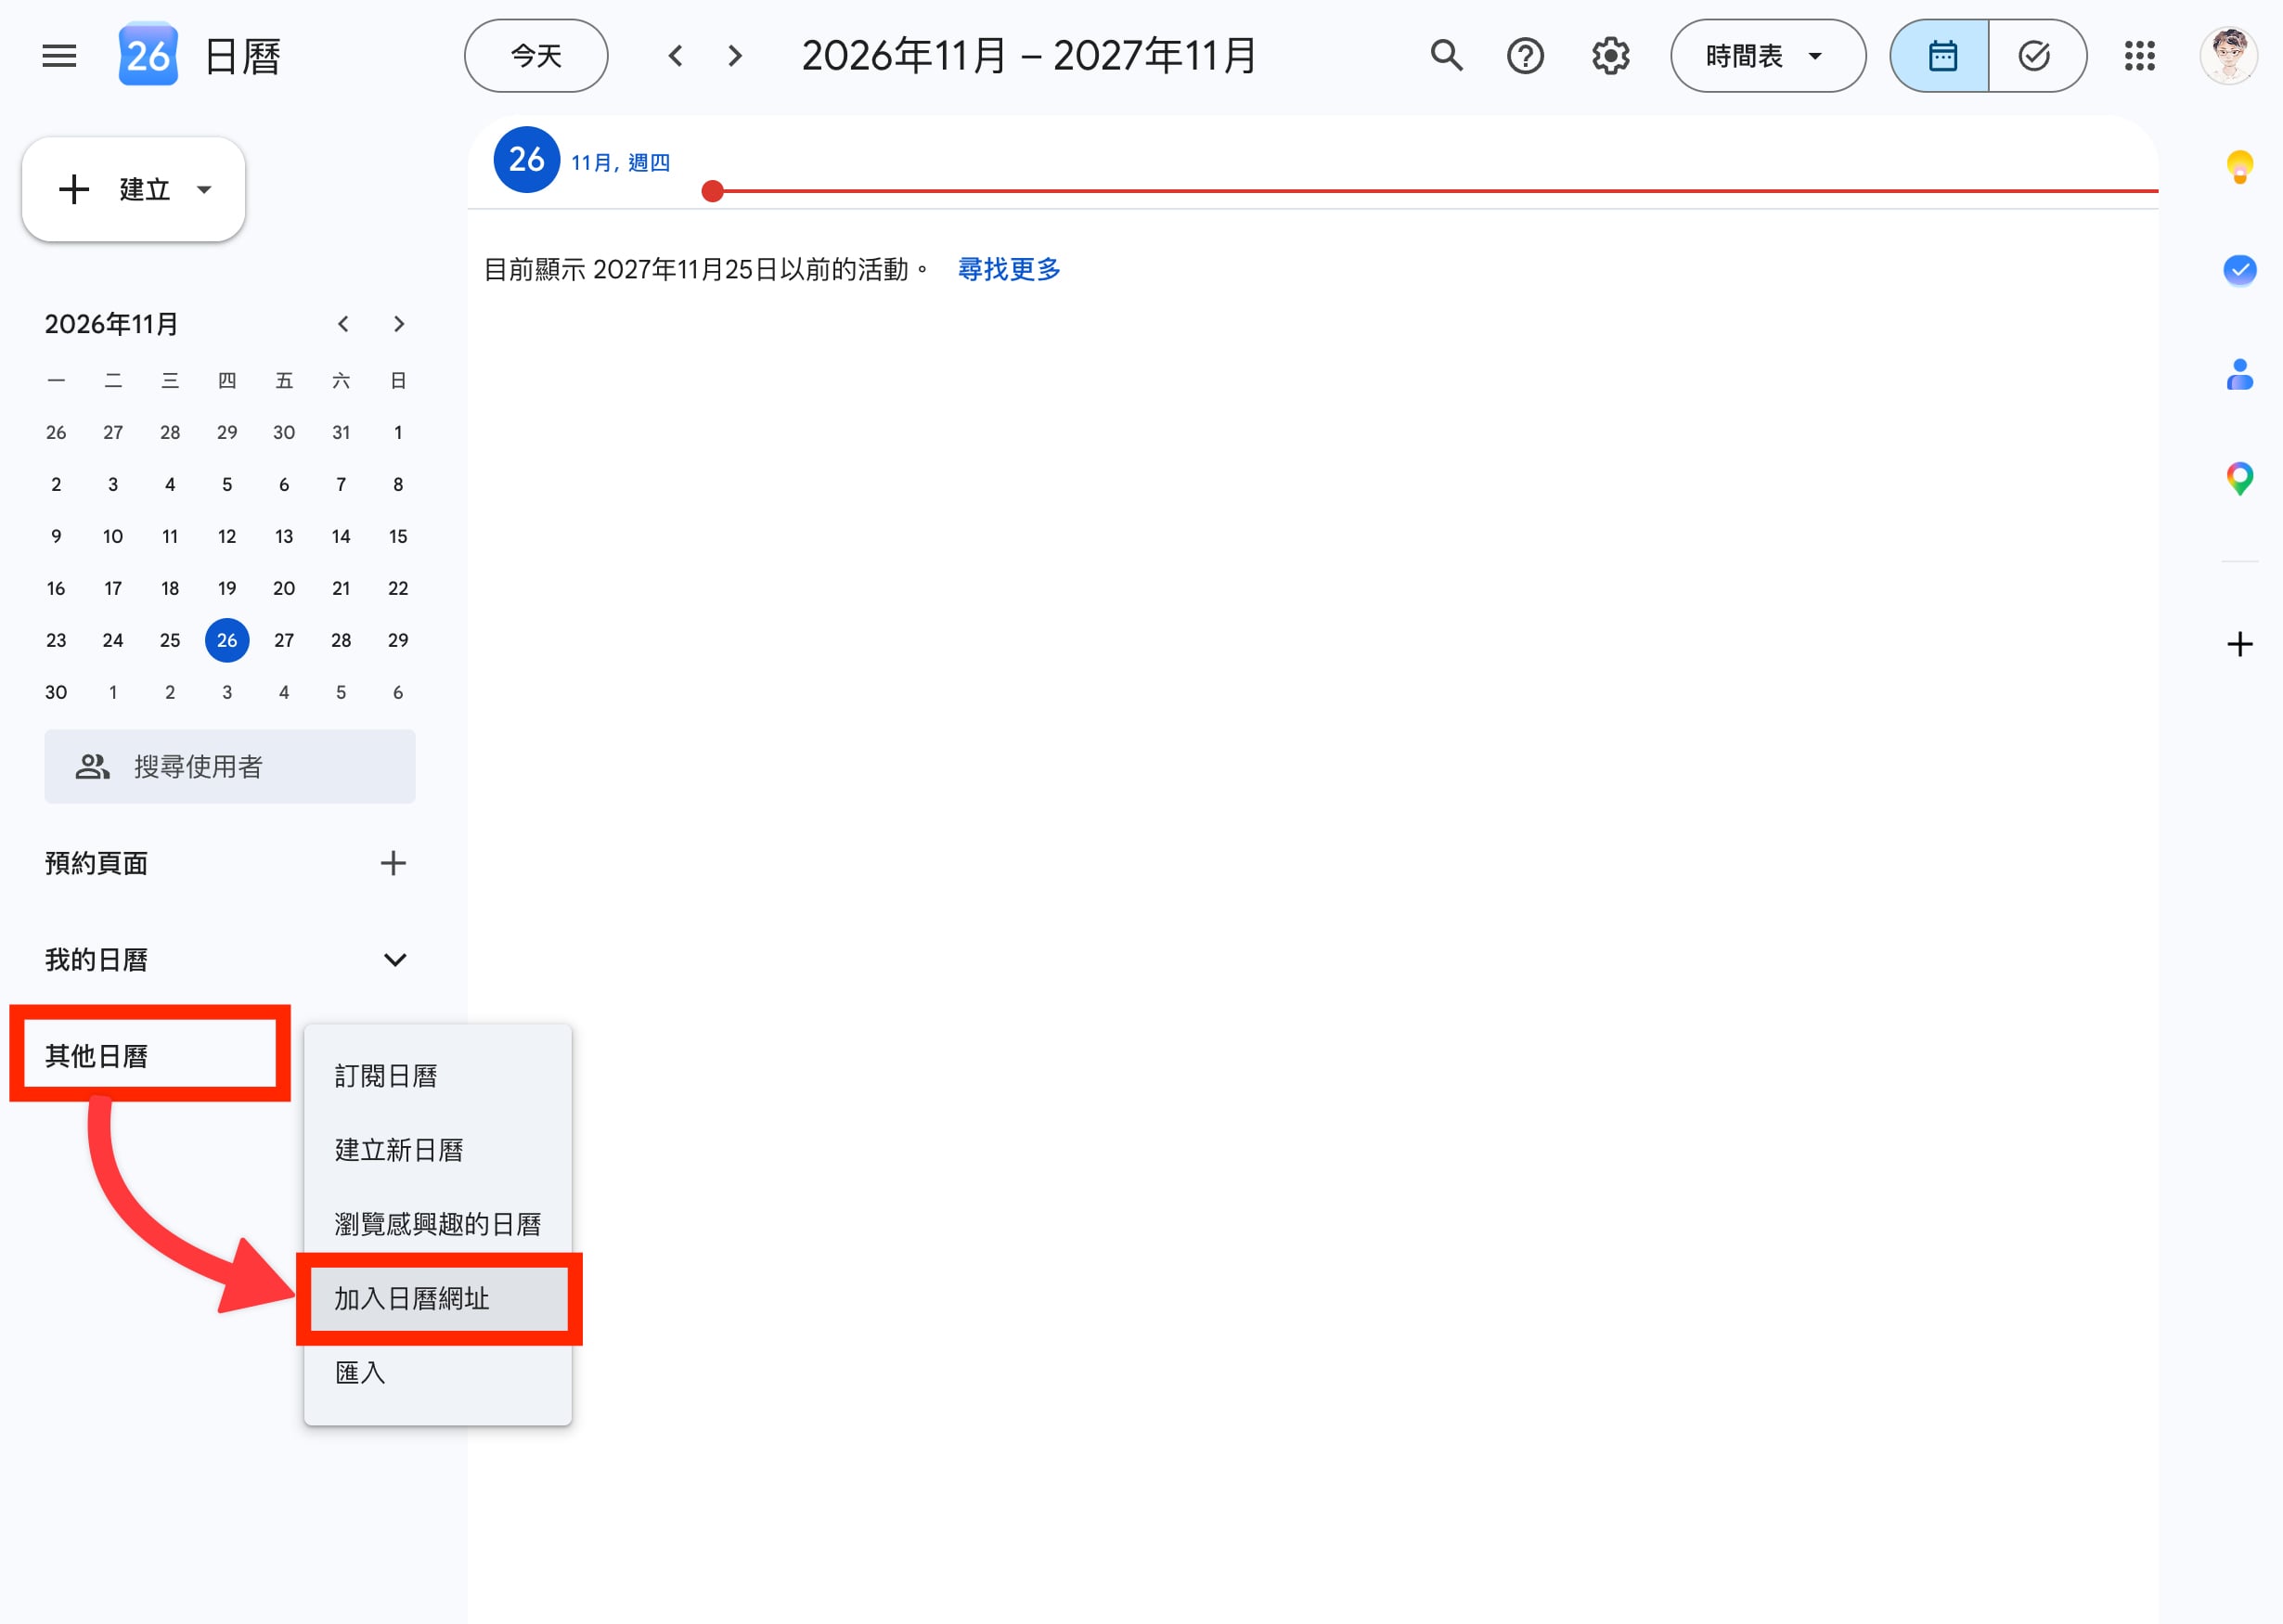 26 日曆
今天
2026年11月 – 2027年11月
時間表
建立
26 11月, 週四
目前顯示 2027年11月25日以前的活動。 尋找更多
2026年11月
一 二 三 四 五 六 日
26 27 28 29 30 31 1
2 3 4 5 6 7 8
9 10 11 12 13 14 15
16 17 18 19 20 21 22
23 24 25 26 27 28 29
30 1 2 3 4 5 6
搜尋使用者
預約頁面
我的日曆
其他日曆
訂閱日曆
建立新日曆
瀏覽感興趣的日曆
加入日曆網址
匯入